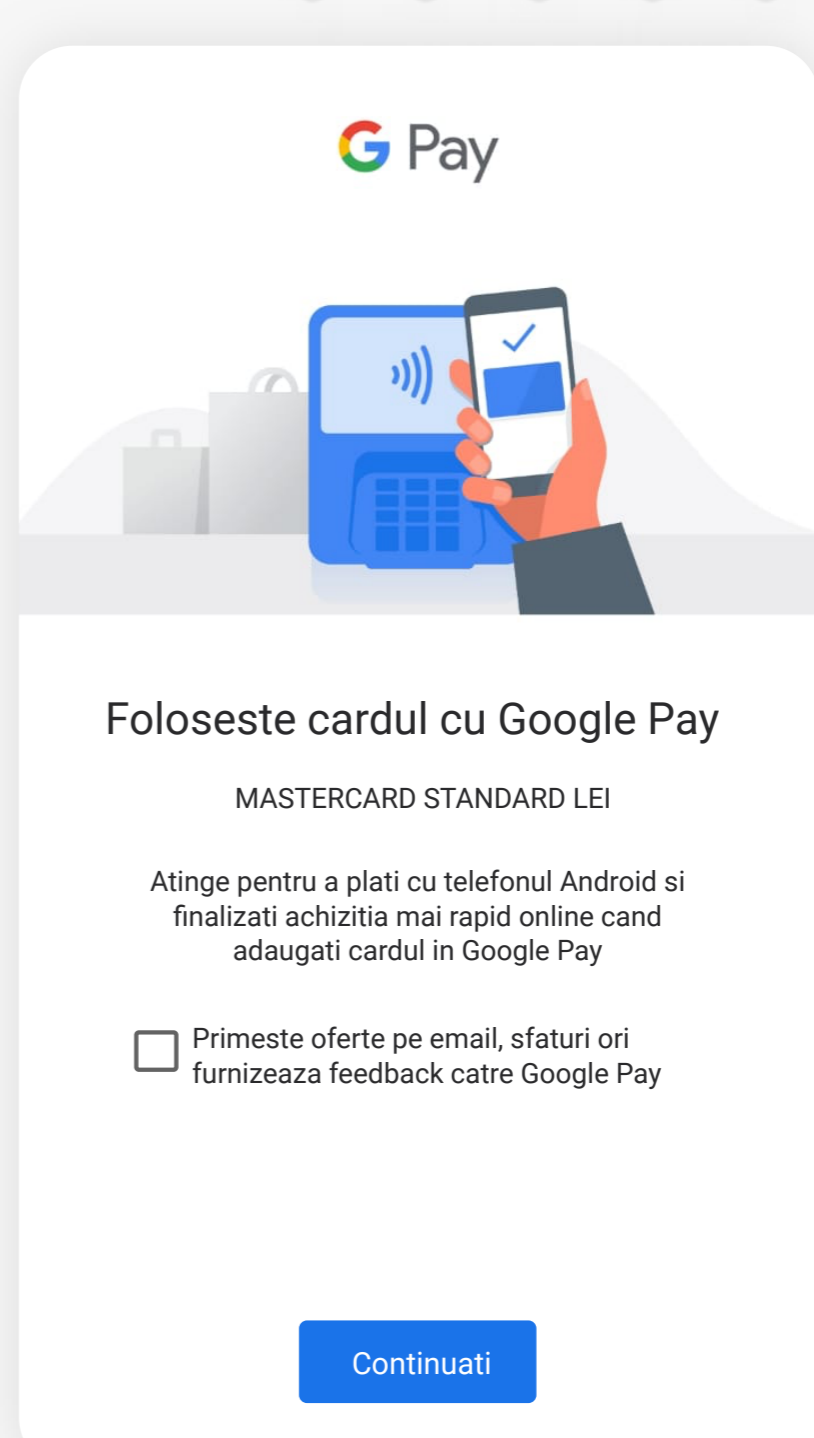 G Pay
Foloseste cardul cu Google Pay
MASTERCARD STANDARD LEI
Atinge pentru a plati cu telefonul Android si
finalizati achizitia mai rapid online cand
adaugati cardul in Google Pay
Primeste oferte pe email, sfaturi ori
furnizeaza feedback catre Google Pay
Continuati